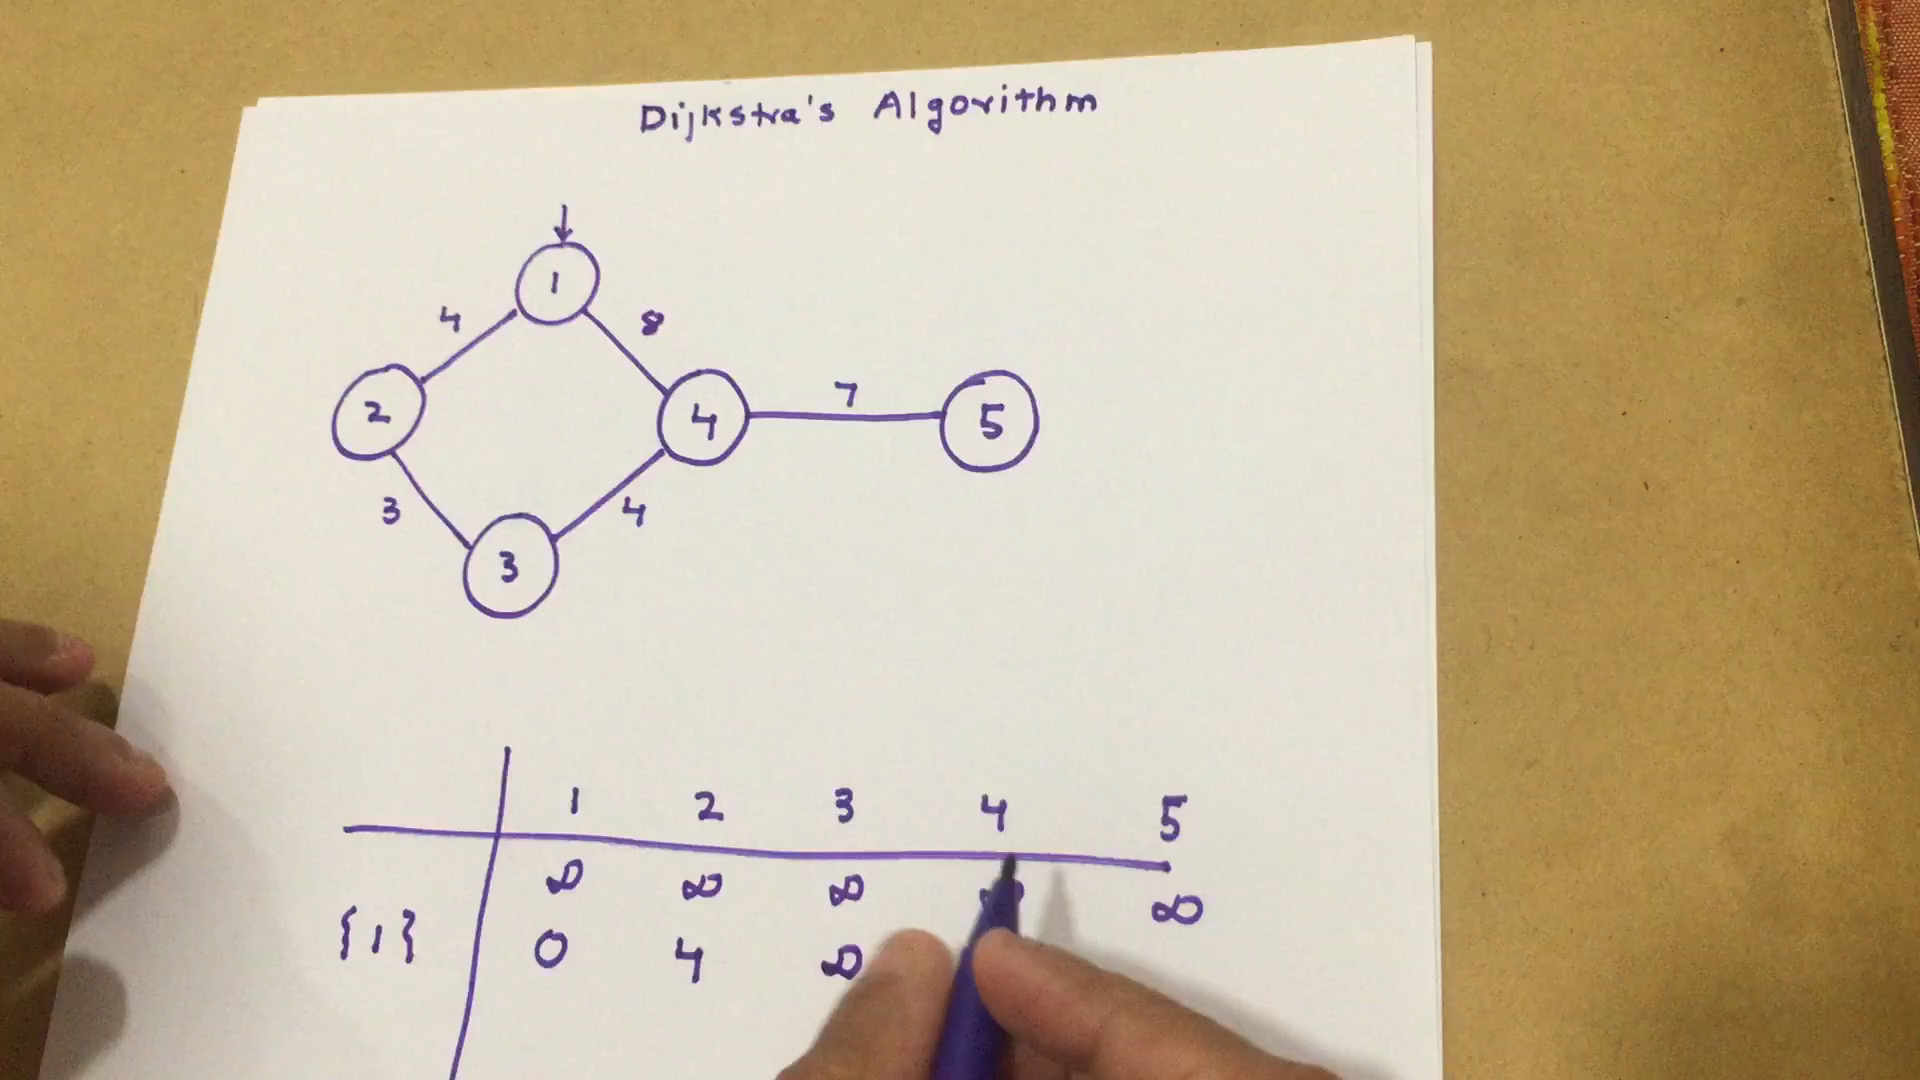 Dijkstra's Algorithm
1
4 8
2 4 7 5
3 4
3
1 2 3 4 5
∞ ∞ ∞ ∞
{1} 0 4 ∞